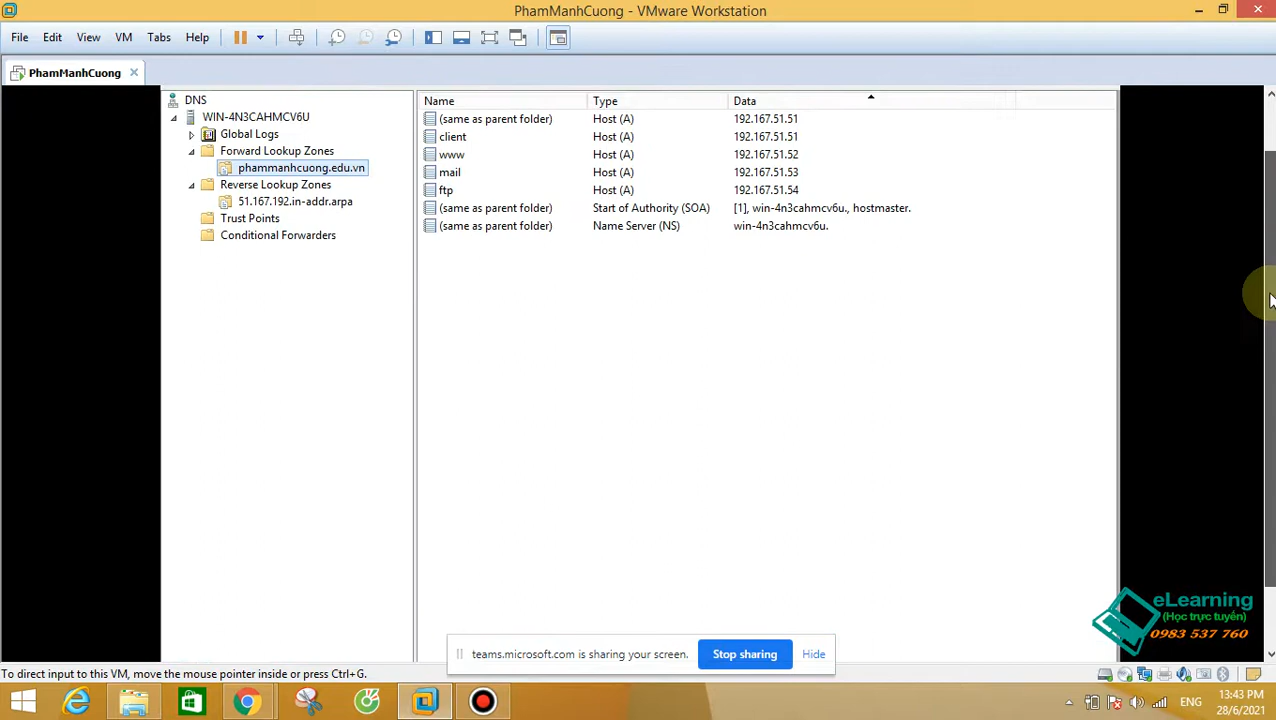 PhamManhCuong - VMware Workstation
File Edit View VM Tabs Help
PhamManhCuong
DNS
WIN-4N3CAHMCV6U
Global Logs
Forward Lookup Zones
phammanhcuong.edu.vn
Reverse Lookup Zones
51.167.192.in-addr.arpa
Trust Points
Conditional Forwarders
Name Type Data
(same as parent folder) Host (A) 192.167.51.51
client Host (A) 192.167.51.51
www Host (A) 192.167.51.52
mail Host (A) 192.167.51.53
ftp Host (A) 192.167.51.54
(same as parent folder) Start of Authority (SOA) [1], win-4n3cahmcv6u., hostmaster.
(same as parent folder) Name Server (NS) win-4n3cahmcv6u.
eLearning
(Học trực tuyến)
0983 537 760
teams.microsoft.com is sharing your screen. Stop sharing Hide
To direct input to this VM, move the mouse pointer inside or press Ctrl+G.
ENG
13:43 PM
28/6/2021